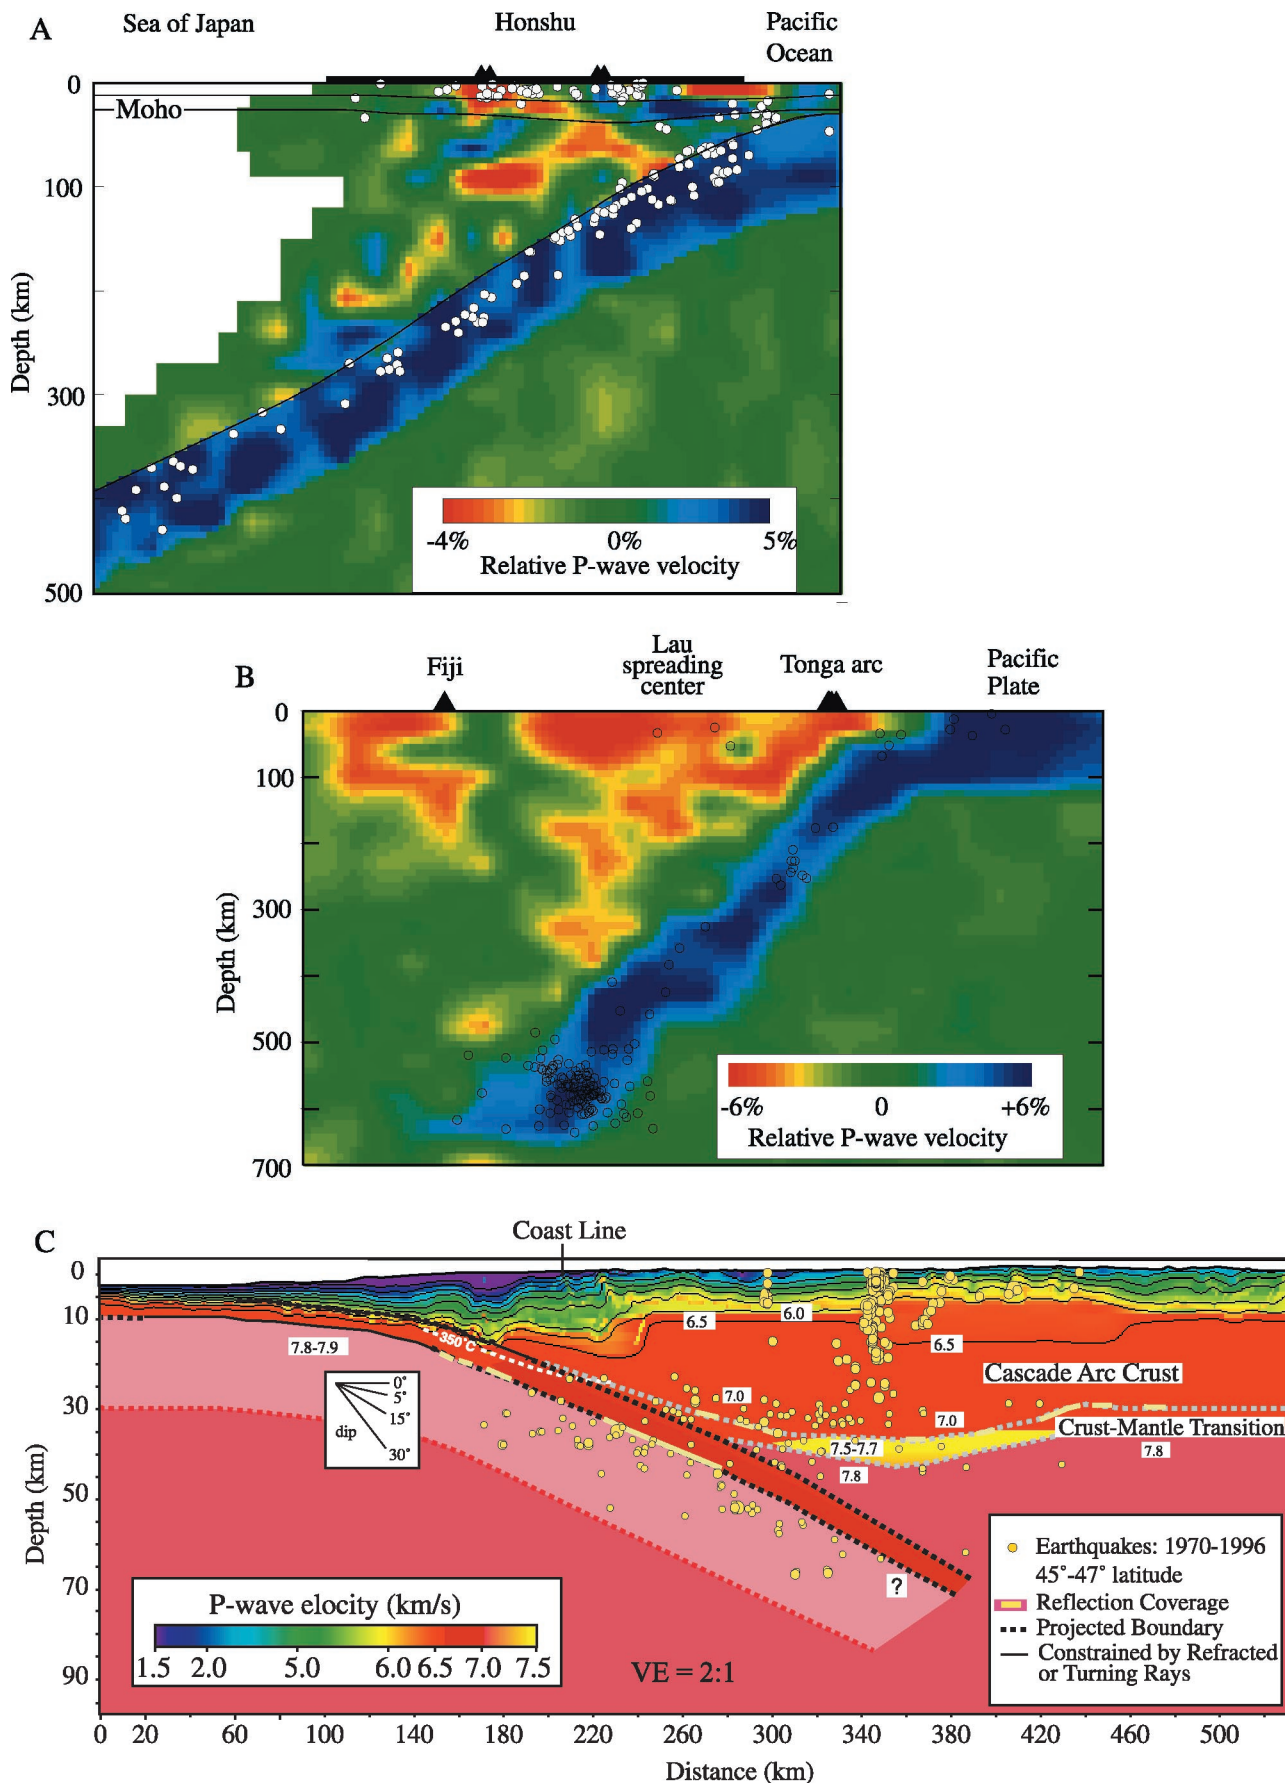 A
Sea of Japan
Honshu
Pacific
Ocean
0
Moho
100
300
500
Depth (km)
-4%
0%
5%
Relative P-wave velocity
B
Fiji
Lau
spreading
center
Tonga arc
Pacific
Plate
0
100
300
500
700
Depth (km)
-6%
0
+6%
Relative P-wave velocity
C
Coast Line
0
10
30
50
70
90
Depth (km)
7.8-7.9
350°C
6.5
6.0
6.5
Cascade Arc Crust
7.0
7.0
Crust-Mantle Transition
7.5-7.7
7.8
7.8
0°
5°
15°
30°
dip
?
P-wave elocity (km/s)
1.5 2.0 5.0 6.0 6.5 7.0 7.5
VE = 2:1
Earthquakes: 1970-1996
45°-47° latitude
Reflection Coverage
Projected Boundary
Constrained by Refracted
or Turning Rays
0 20 60 100 140 180 220 260 300 340 380 420 460 500
Distance (km)